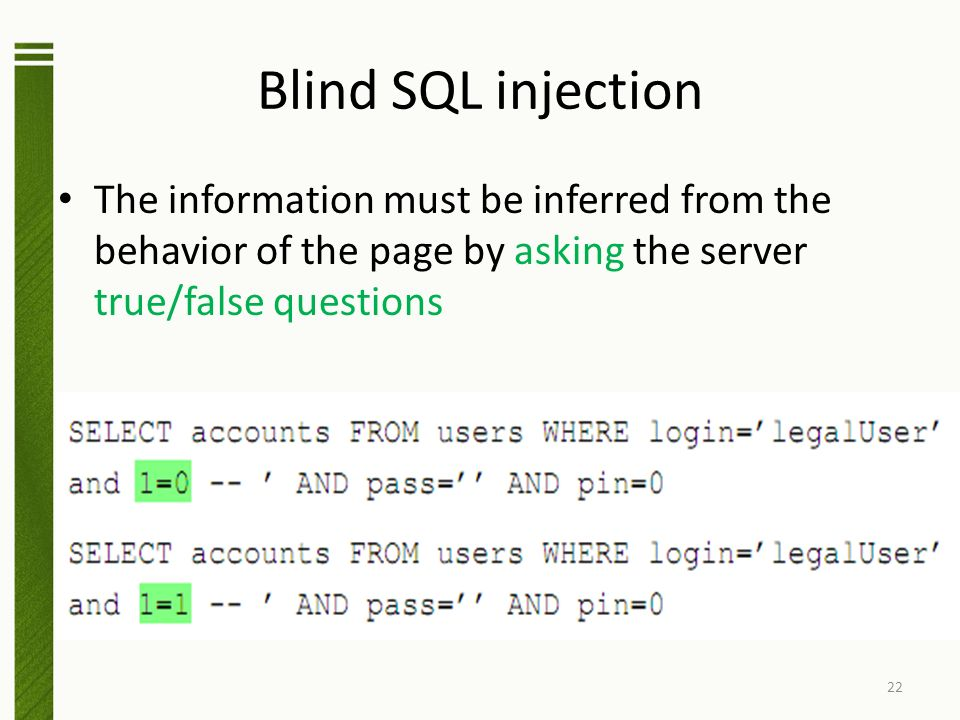 Blind SQL injection
• The information must be inferred from the
behavior of the page by asking the server
true/false questions
SELECT accounts FROM users WHERE login=’legalUser’
and 1=0 -- ’ AND pass=’’ AND pin=0
SELECT accounts FROM users WHERE login=’legalUser’
and 1=1 -- ’ AND pass=’’ AND pin=0
22